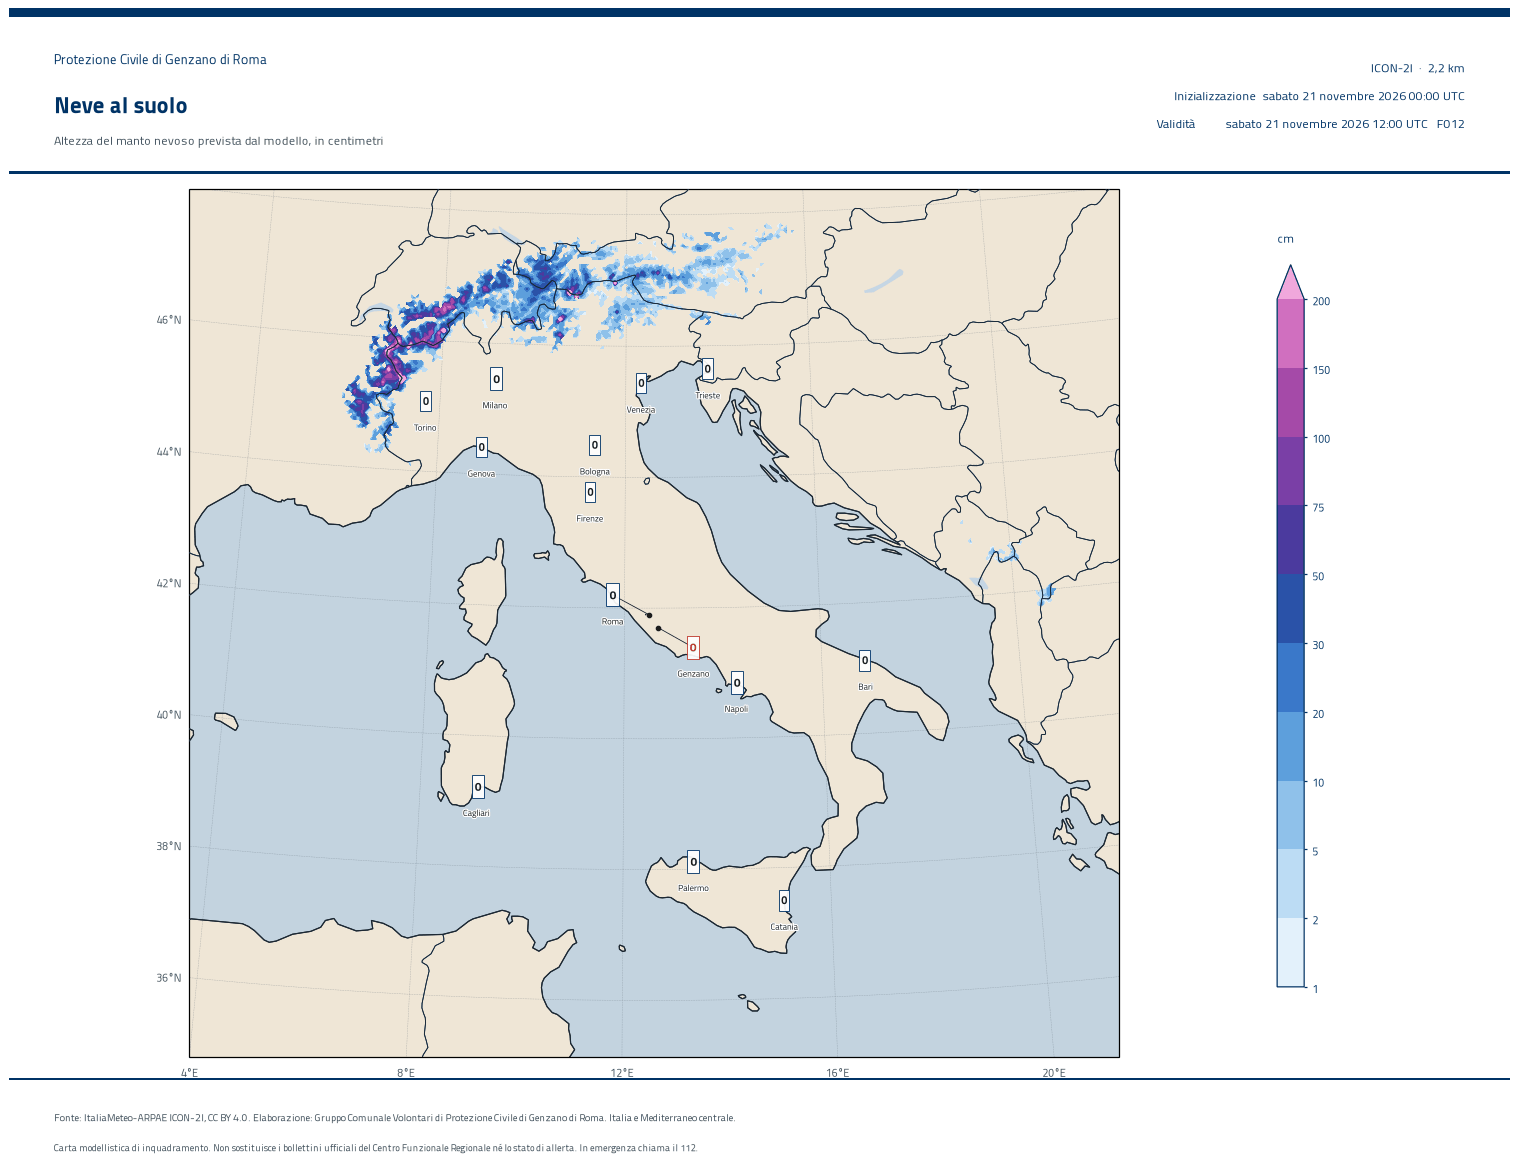 Protezione Civile di Genzano di Roma
Neve al suolo
Altezza del manto nevoso prevista dal modello, in centimetri
ICON-2I · 2,2 km
Inizializzazione sabato 21 novembre 2026 00:00 UTC
Validità sabato 21 novembre 2026 12:00 UTC F012
cm
200
150
100
75
50
30
20
10
5
2
1
46°N
44°N
42°N
40°N
38°N
36°N
4°E
8°E
12°E
16°E
20°E
0
Trieste
0
Milano
0
Venezia
0
Torino
0
Genova
0
Bologna
0
Firenze
0
Roma
0
Genzano
0
Bari
0
Napoli
0
Cagliari
0
Palermo
0
Catania
Fonte: ItaliaMeteo-ARPAE ICON-2I, CC BY 4.0. Elaborazione: Gruppo Comunale Volontari di Protezione Civile di Genzano di Roma. Italia e Mediterraneo centrale.
Carta modellistica di inquadramento. Non sostituisce i bollettini ufficiali del Centro Funzionale Regionale né lo stato di allerta. In emergenza chiama il 112.